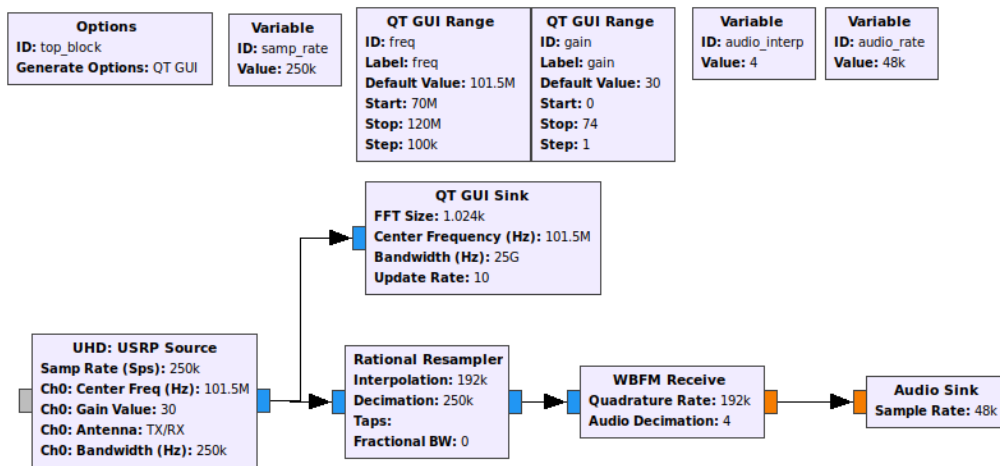 Options
ID: top_block
Generate Options: QT GUI
Variable
ID: samp_rate
Value: 250k
QT GUI Range
ID: freq
Label: freq
Default Value: 101.5M
Start: 70M
Stop: 120M
Step: 100k
QT GUI Range
ID: gain
Label: gain
Default Value: 30
Start: 0
Stop: 74
Step: 1
Variable
ID: audio_interp
Value: 4
Variable
ID: audio_rate
Value: 48k
QT GUI Sink
FFT Size: 1.024k
Center Frequency (Hz): 101.5M
Bandwidth (Hz): 25G
Update Rate: 10
UHD: USRP Source
Samp Rate (Sps): 250k
Ch0: Center Freq (Hz): 101.5M
Ch0: Gain Value: 30
Ch0: Antenna: TX/RX
Ch0: Bandwidth (Hz): 250k
Rational Resampler
Interpolation: 192k
Decimation: 250k
Taps:
Fractional BW: 0
WBFM Receive
Quadrature Rate: 192k
Audio Decimation: 4
Audio Sink
Sample Rate: 48k